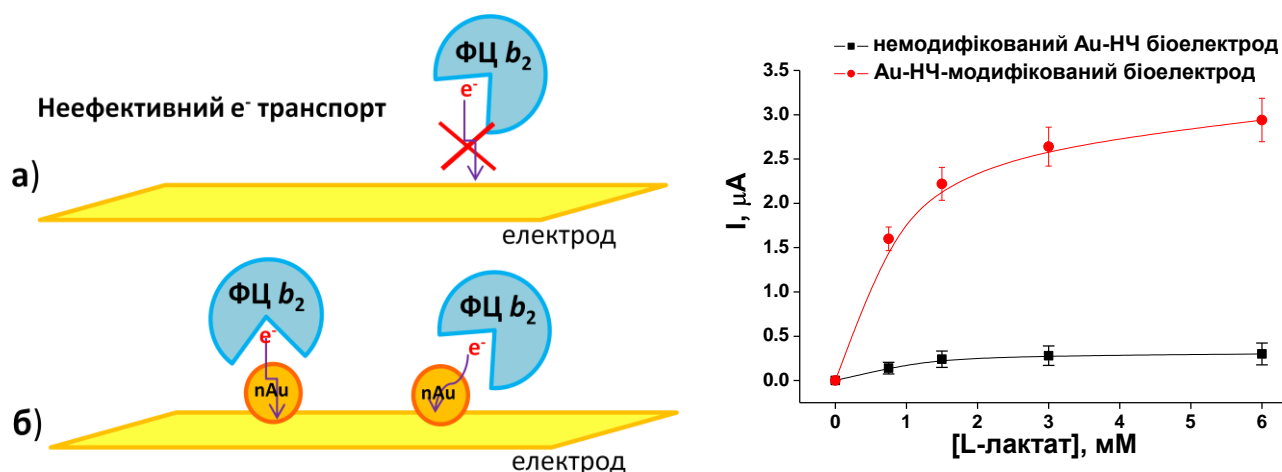 ФЦ b₂
Неефективний e⁻ транспорт
e⁻
а)
електрод
ФЦ b₂
ФЦ b₂
e⁻
e⁻
nAu
nAu
б)
електрод
немодифікований Au-НЧ біоелектрод
Au-НЧ-модифікований біоелектрод
3.5
3.0
2.5
2.0
1.5
1.0
0.5
0.0
I, μA
0 1 2 3 4 5 6
[L-лактат], мМ